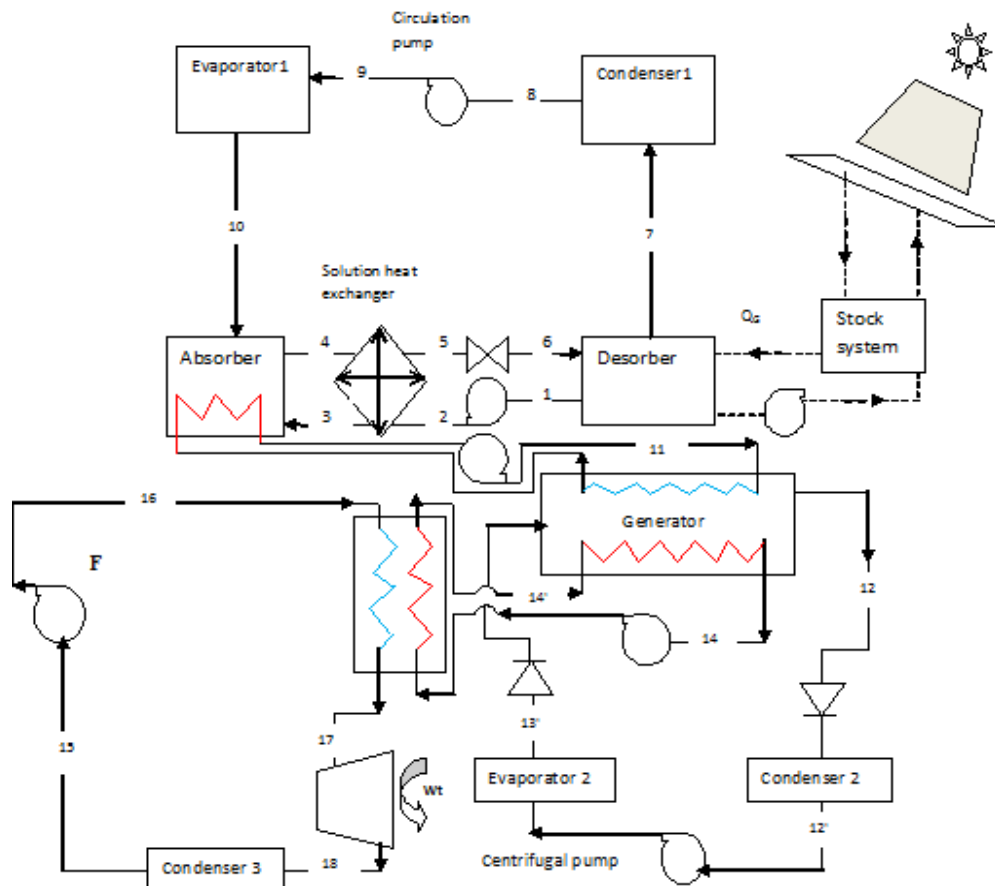 Circulation
pump
Evaporator1
9
8
Condenser1
10
7
Solution heat
exchanger
Absorber
4
5
6
Desorber
QG
Stock
system
3
2
1
11
16
Generator
F
14'
12
14
15
13'
17
Wt
Evaporator 2
Condenser 2
12'
Condenser 3
18
Centrifugal pump